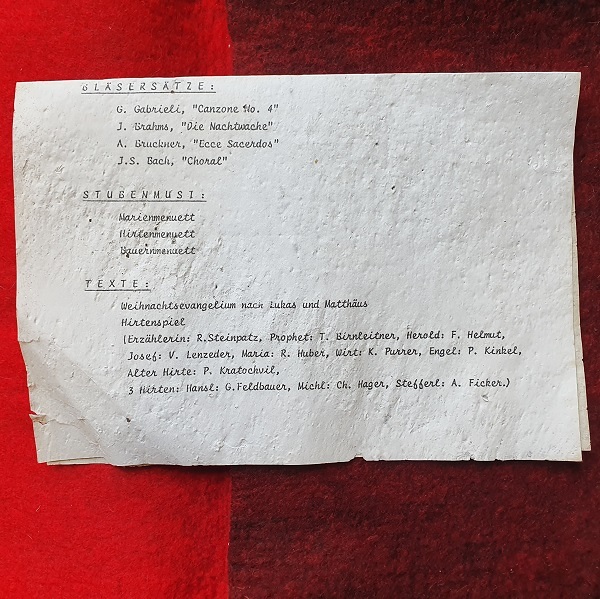 BLÄSERSÄTZE:
G. Gabrieli, "Canzone No. 4"
J. Brahms, "Die Nachtwache"
A. Bruckner, "Ecce Sacerdos"
J.S. Bach, "Choral"
STUBENMUSI:
Marienmenuett
Hirtenmenuett
Bauernmenuett
TEXTE:
Weihnachtsevangelium nach Lukas und Matthäus
Hirtenspiel
(Erzählerin: R.Steinpatz, Prophet: T. Birnleitner, Herold: F. Helmut,
Josef: V. Lenzeder, Maria: R. Huber, Wirt: K. Purrer, Engel: P. Kinkel,
Alter Hirte: P. Kratochvil,
3 Hirten: Hansl: G.Feldbauer, Michl: Ch. Hager, Stefferl: A. Ficker.)